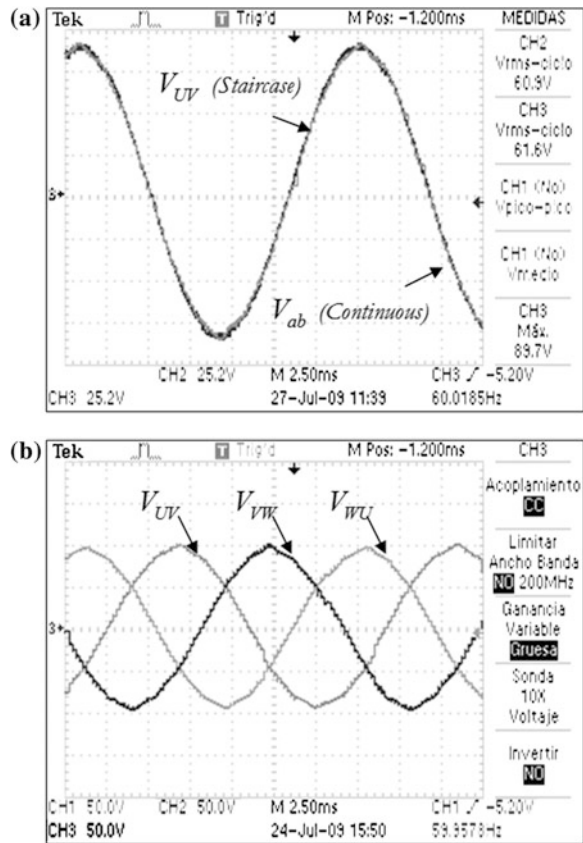 (a)
Tek Trig'd M Pos: -1.200ms MEDIDAS
CH2
Vrms-ciclo
60.9V
CH3
Vrms-ciclo
61.6V
CH1 (No)
Vpico-pico
CH1 (No)
Vmedio
CH3
Máx.
89.7V
V_UV (Staircase)
V_ab (Continuous)
3+
CH2 25.2V M 2.50ms CH3 -5.20V
CH3 25.2V 27-Jul-09 11:39 60.0185Hz
(b)
Tek Trig'd M Pos: -1.200ms CH3
Acoplamiento
CC
Limitar
Ancho Banda
NO 200MHz
Ganancia
Variable
Gruesa
Sonda
10X
Voltaje
Invertir
NO
V_UV V_VW V_WU
3+
CH1 50.0V CH2 50.0V M 2.50ms CH1 -5.20V
CH3 50.0V 24-Jul-09 15:50